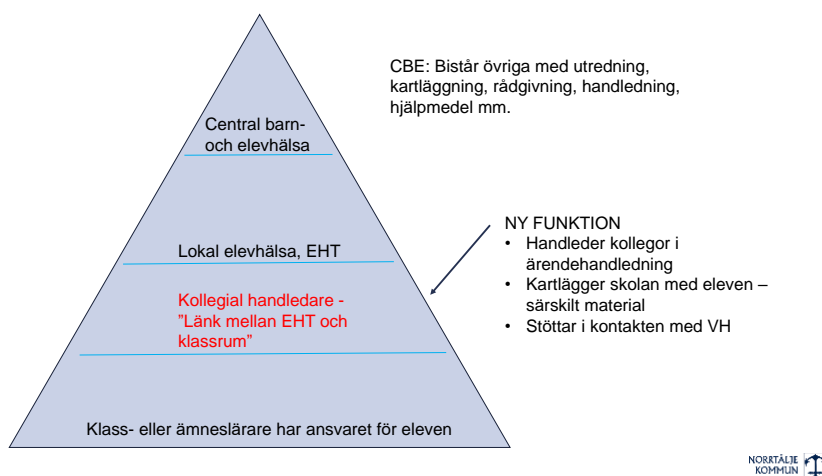 CBE: Bistår övriga med utredning,
kartläggning, rådgivning, handledning,
hjälpmedel mm.
Central barn-
och elevhälsa
Lokal elevhälsa, EHT
Kollegial handledare -
”Länk mellan EHT och
klassrum”
NY FUNKTION
• Handleder kollegor i
ärendehandledning
• Kartlägger skolan med eleven –
särskilt material
• Stöttar i kontakten med VH
Klass- eller ämneslärare har ansvaret för eleven
NORRTÄLJE
KOMMUN